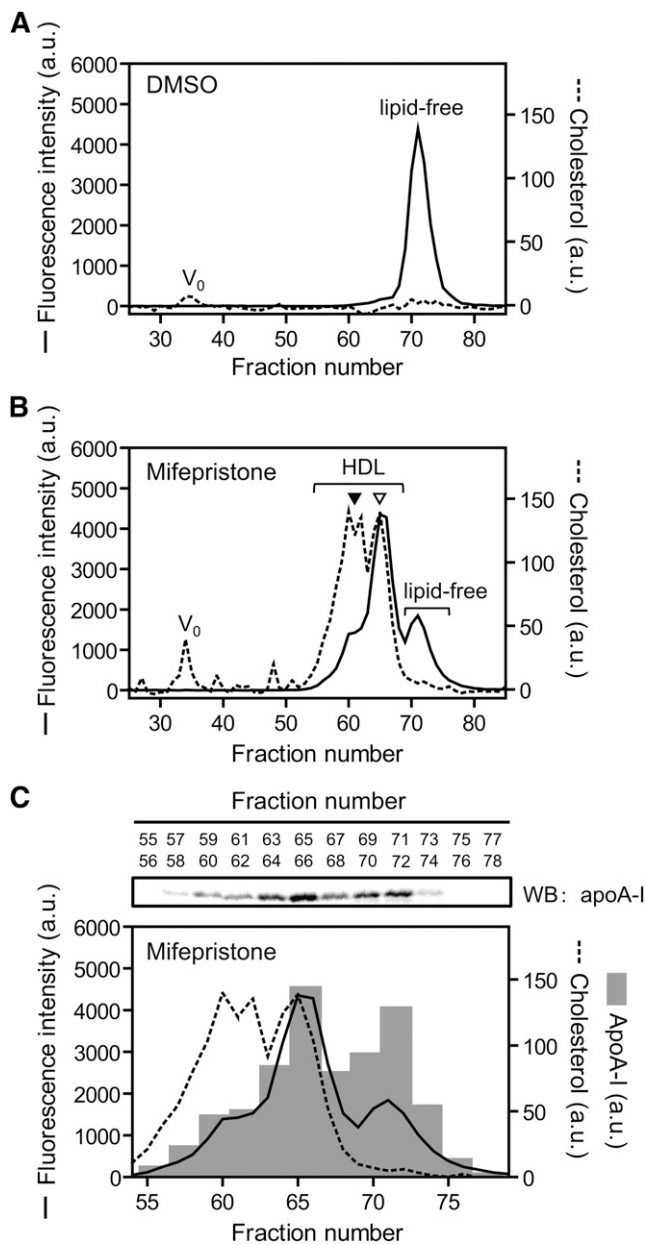 A
Fluorescence intensity (a.u.)
6000
5000
4000
3000
2000
1000
0
DMSO
lipid-free
V0
150
100
50
0
Cholesterol (a.u.)
30 40 50 60 70 80
Fraction number
B
Fluorescence intensity (a.u.)
6000
5000
4000
3000
2000
1000
0
Mifepristone
HDL
lipid-free
V0
150
100
50
0
Cholesterol (a.u.)
30 40 50 60 70 80
Fraction number
C
Fraction number
55 57 59 61 63 65 67 69 71 73 75 77
56 58 60 62 64 66 68 70 72 74 76 78
WB: apoA-I
Fluorescence intensity (a.u.)
6000
5000
4000
3000
2000
1000
0
Mifepristone
150
100
50
0
Cholesterol (a.u.)
ApoA-I (a.u.)
55 60 65 70 75
Fraction number